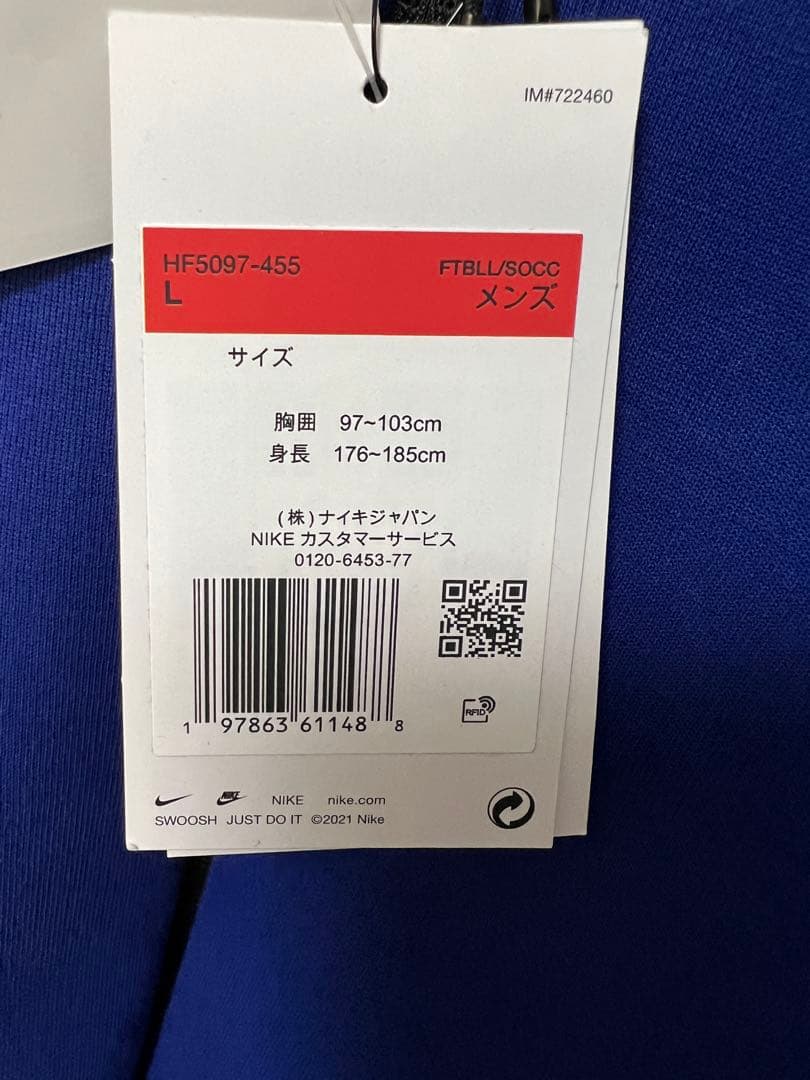 IM#722460
HF5097-455
FTBLL/SOCC
L
メンズ
サイズ
胸囲 97~103cm
身長 176~185cm
(株)ナイキジャパン
NIKE カスタマーサービス
0120-6453-77
1 97863 61148 8
RFID
NIKE nike.com
SWOOSH JUST DO IT ©2021 Nike